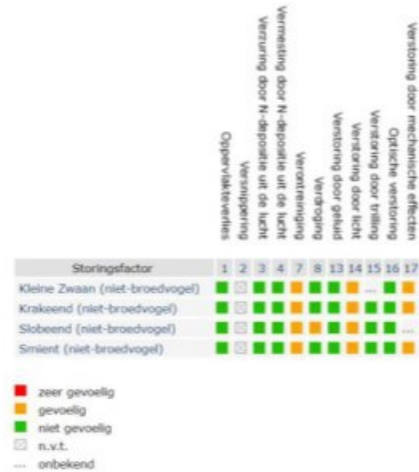 Oppervlakteverlies
Versnippering
Verzuring door N-depositie uit de lucht
Vermesting door N-depositie uit de lucht
Verontreiniging
Verdroging
Verstoring door geluid
Verstoring door licht
Verstoring door trilling
Optische verstoring
Verstoring door mechanische effecten
Storingsfactor 1 2 3 4 7 8 13 14 15 16 17
Kleine Zwaan (niet-broedvogel) ...
Krakeend (niet-broedvogel)
Slobeend (niet-broedvogel) ...
Smient (niet-broedvogel)
zeer gevoelig
gevoelig
niet gevoelig
n.v.t.
... onbekend